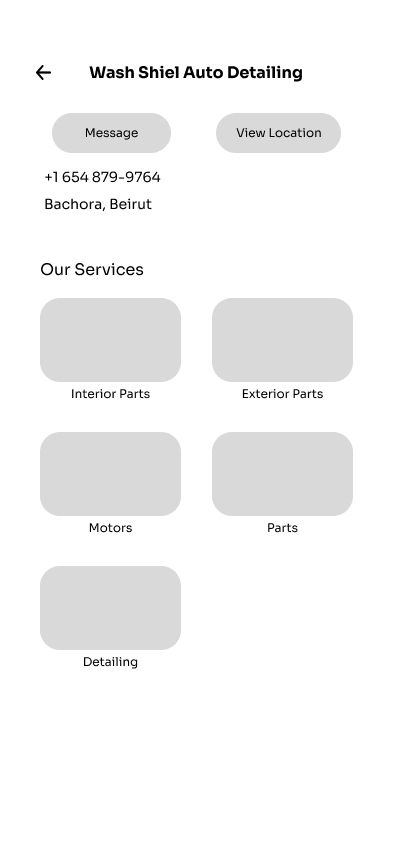 Wash Shiel Auto Detailing
Message
View Location
+1 654 879-9764
Bachora, Beirut
Our Services
Interior Parts
Exterior Parts
Motors
Parts
Detailing